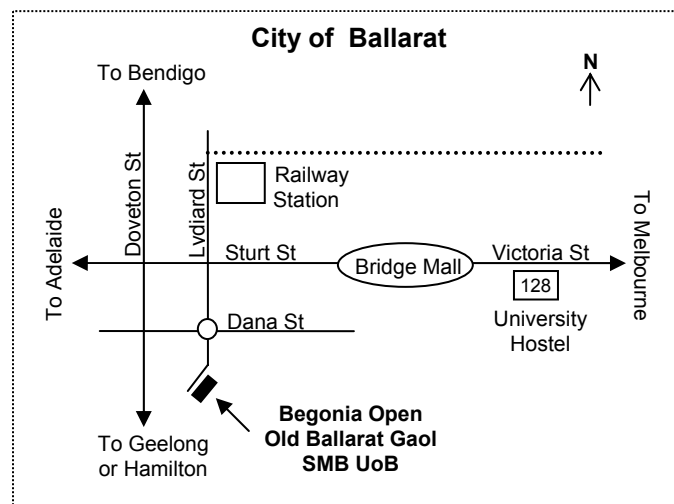 City of Ballarat
To Bendigo
N
Doveton St
Lvdiard St
Railway
Station
To Adelaide
Sturt St
Bridge Mall
Victoria St
To Melbourne
128
University
Hostel
Dana St
Begonia Open
Old Ballarat Gaol
SMB UoB
To Geelong
or Hamilton